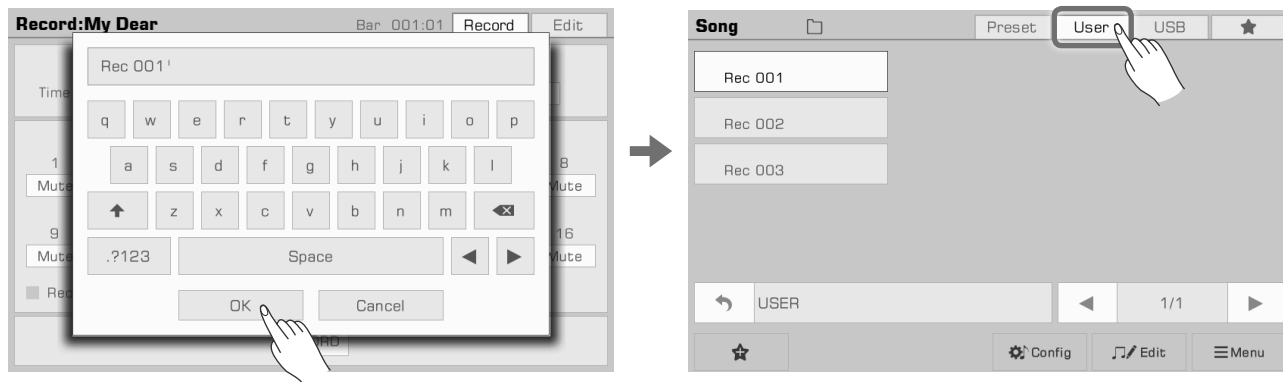 Record:My Dear Bar 001:01 Record Edit
Rec 001
Time
q w e r t y u i o p
1 a s d f g h j k l 8
Mute Mute
z x c v b n m
9 16
Mute .?123 Space Mute
Rec
OK Cancel
Song Preset User USB
Rec 001
Rec 002
Rec 003
USER 1/1
Config Edit Menu